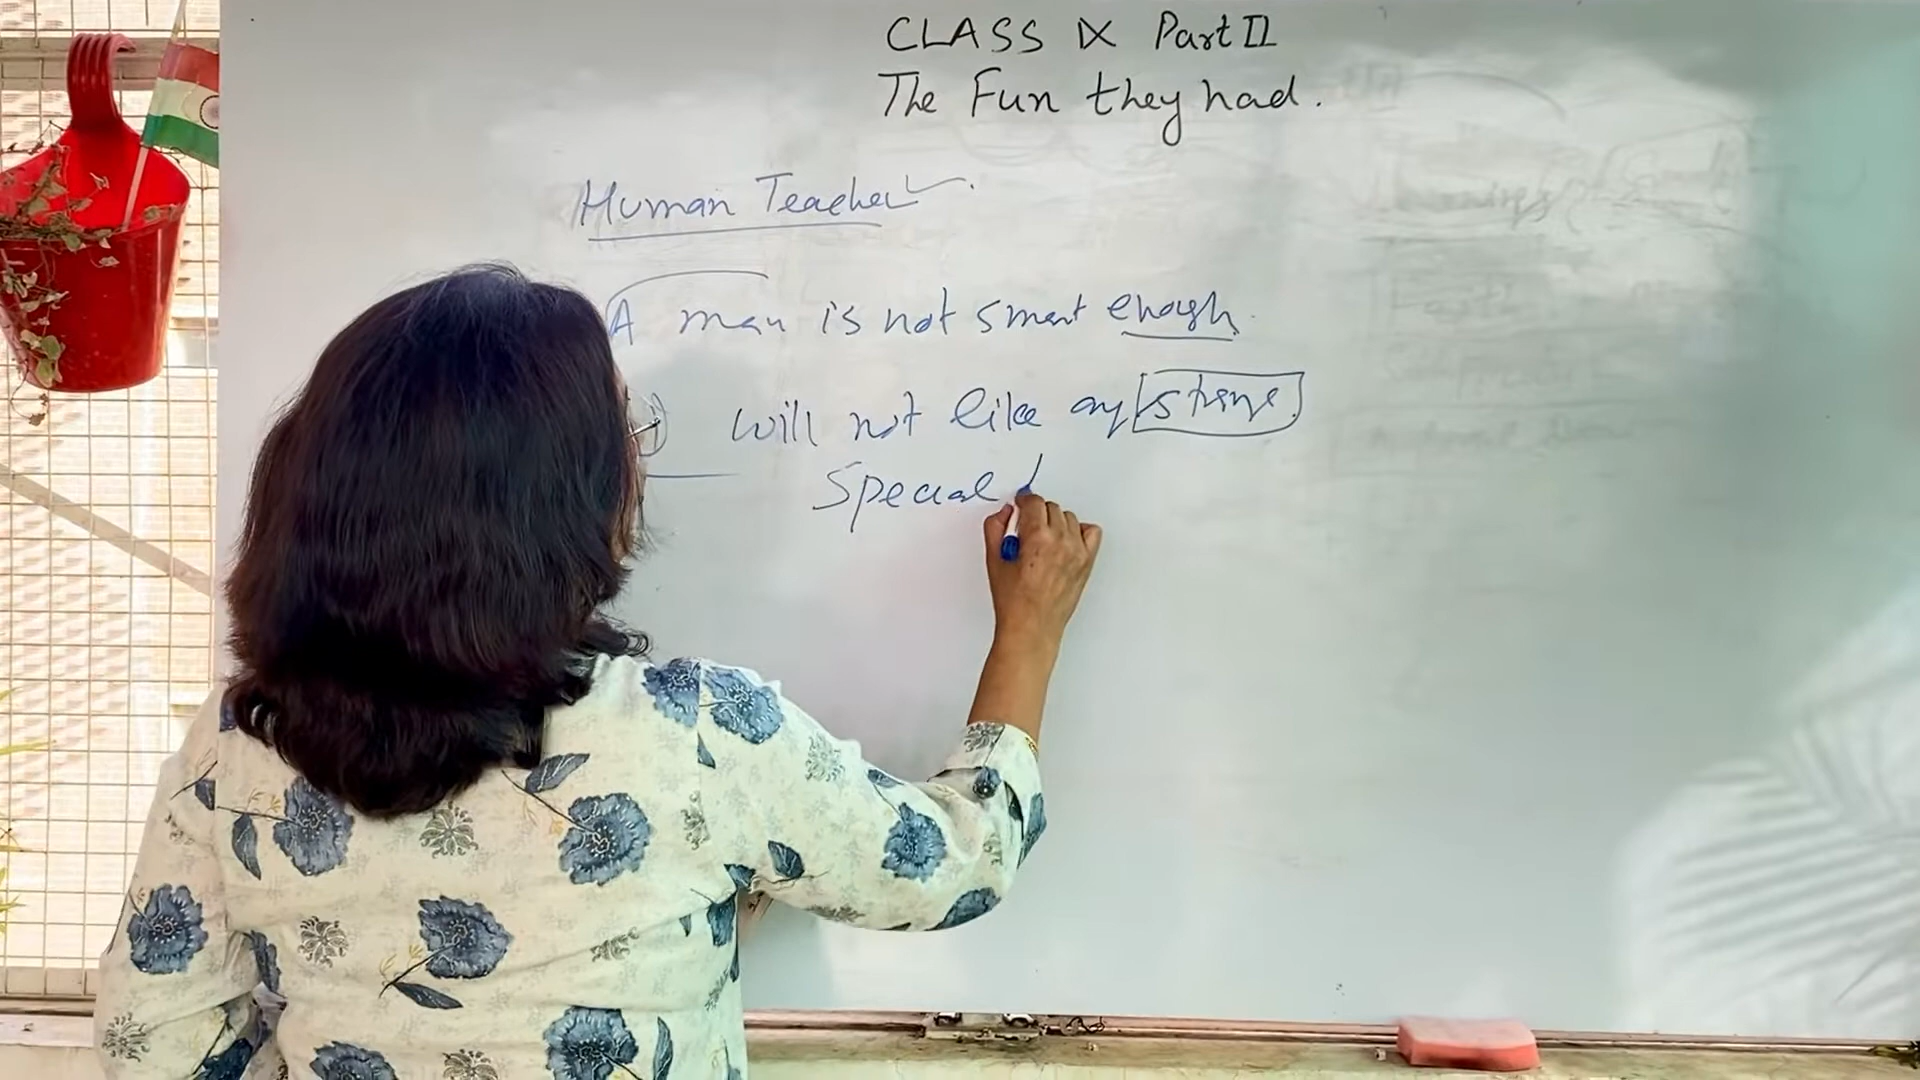 CLASS IX Part II
The Fun they had.
Human Teacher
A man is not smart enough.
will not like any
Special